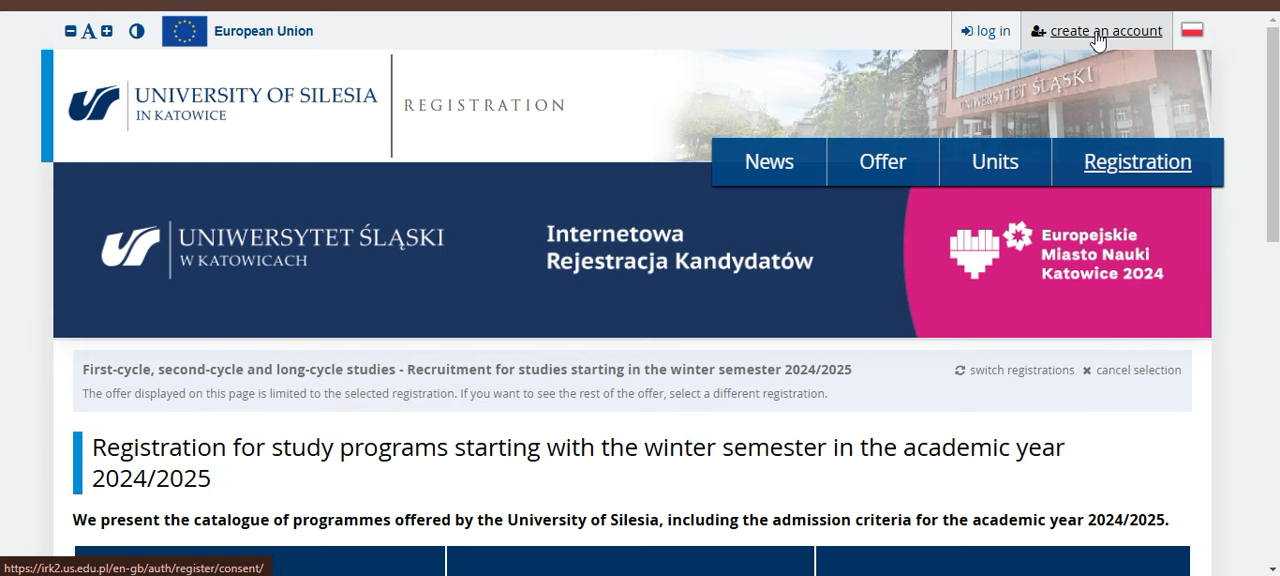 A
European Union
log in
create an account
UNIVERSITY OF SILESIA
IN KATOWICE
REGISTRATION
UNIWERSYTET ŚLĄSKI
News
Offer
Units
Registration
UNIWERSYTET ŚLĄSKI
W KATOWICACH
Internetowa
Rejestracja Kandydatów
Europejskie
Miasto Nauki
Katowice 2024
First-cycle, second-cycle and long-cycle studies - Recruitment for studies starting in the winter semester 2024/2025
switch registrations
cancel selection
The offer displayed on this page is limited to the selected registration. If you want to see the rest of the offer, select a different registration.
Registration for study programs starting with the winter semester in the academic year
2024/2025
We present the catalogue of programmes offered by the University of Silesia, including the admission criteria for the academic year 2024/2025.
https://irk2.us.edu.pl/en-gb/auth/register/consent/